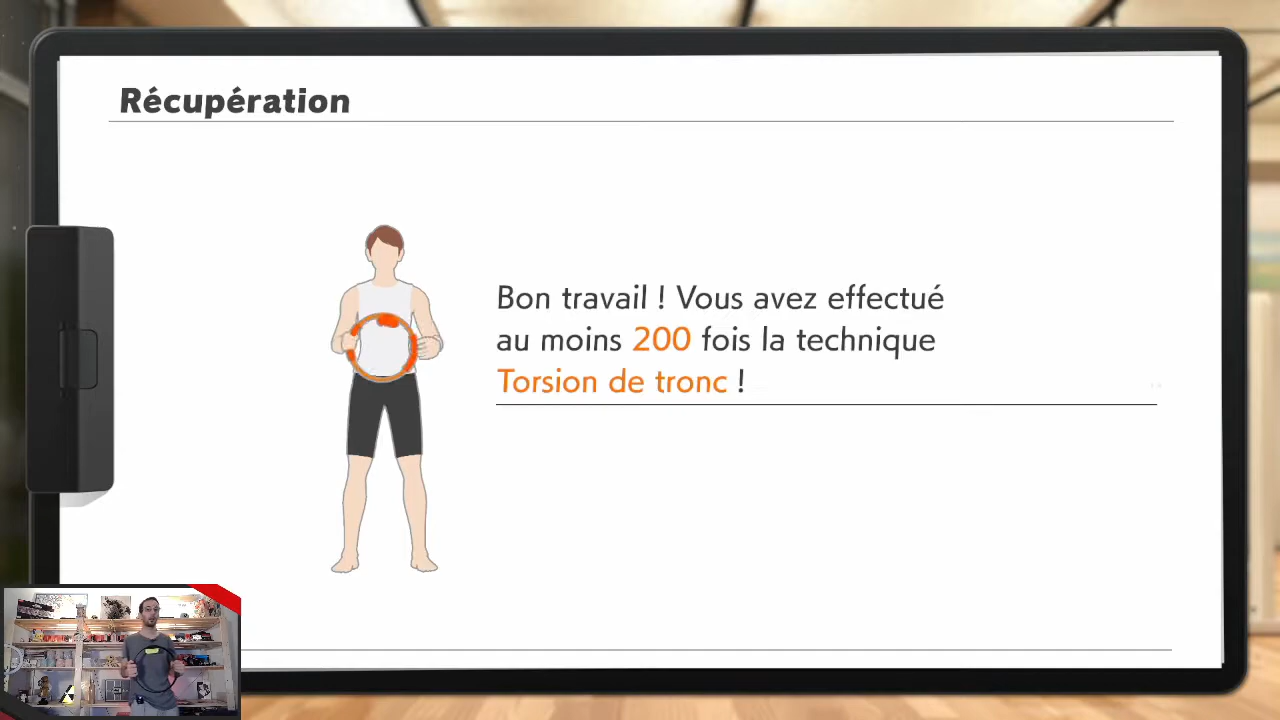 Récupération
Bon travail ! Vous avez effectué
au moins 200 fois la technique
Torsion de tronc !